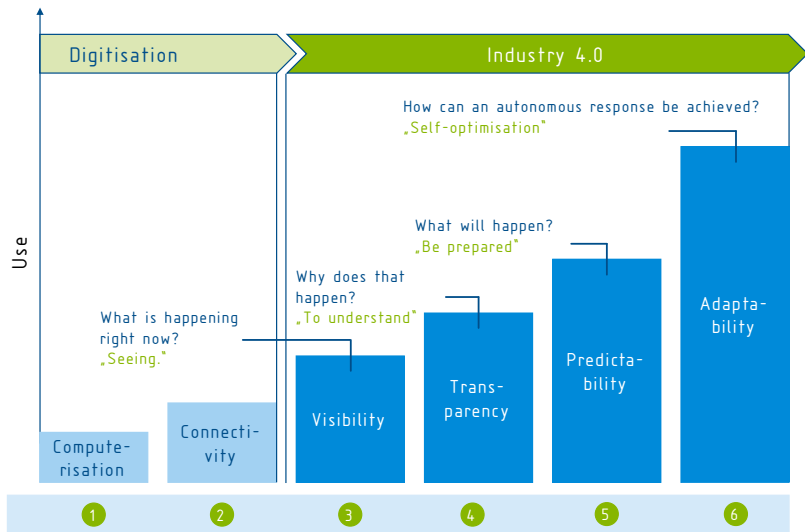 Digitisation
Industry 4.0
How can an autonomous response be achieved?
„Self-optimisation“
What will happen?
„Be prepared“
Why does that
happen?
„To understand“
What is happening
right now?
„Seeing.“
Use
Compute-
risation
Connecti-
vity
Visibility
Trans-
parency
Predicta-
bility
Adapta-
bility
1
2
3
4
5
6